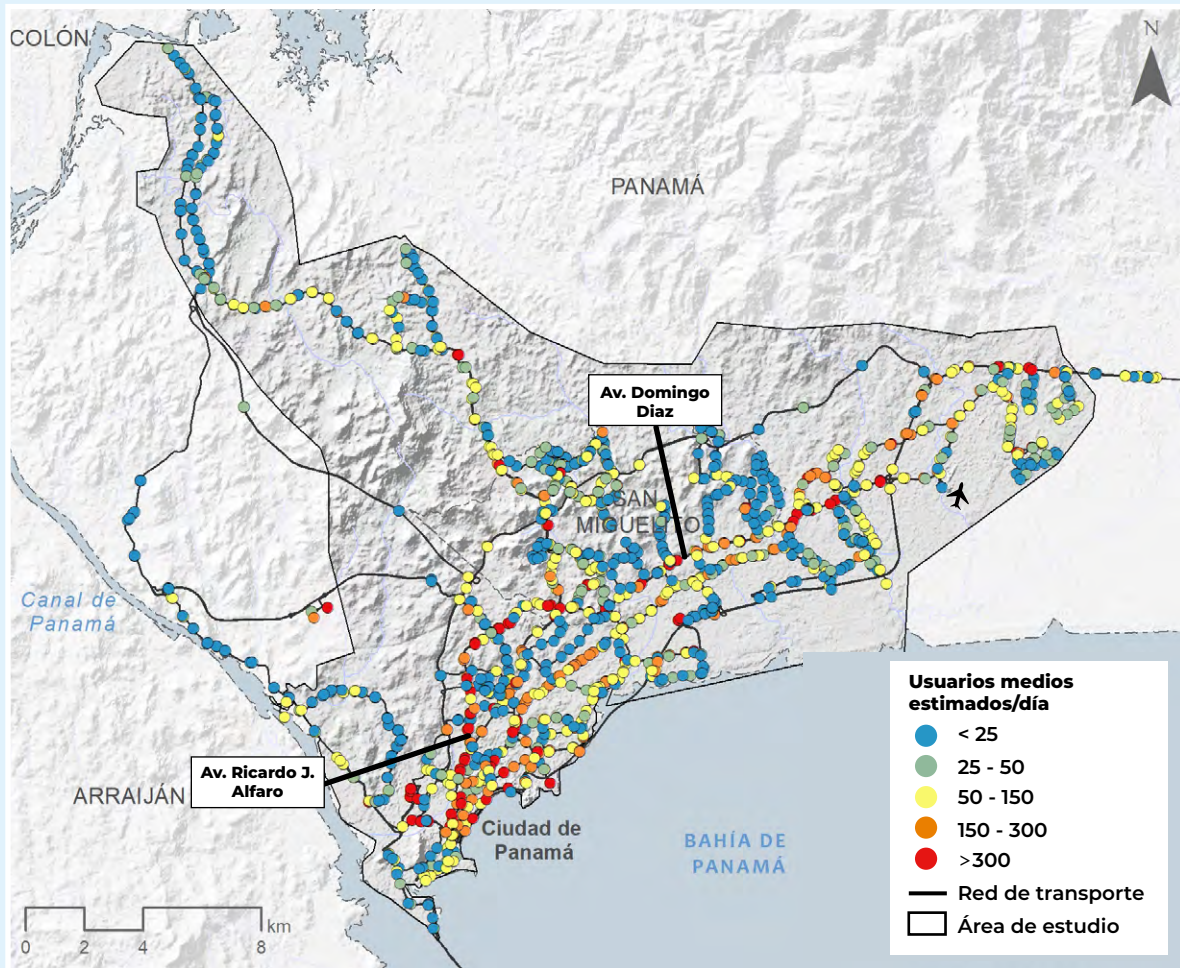 COLÓN
N
PANAMÁ
Av. Domingo
Diaz
SAN
MIGUELITO
Canal de
Panamá
Av. Ricardo J.
Alfaro
ARRAIJÁN
Ciudad de
Panamá
BAHÍA DE
PANAMÁ
Usuarios medios
estimados/día
< 25
25 - 50
50 - 150
150 - 300
>300
Red de transporte
Área de estudio
km
0 2 4 8